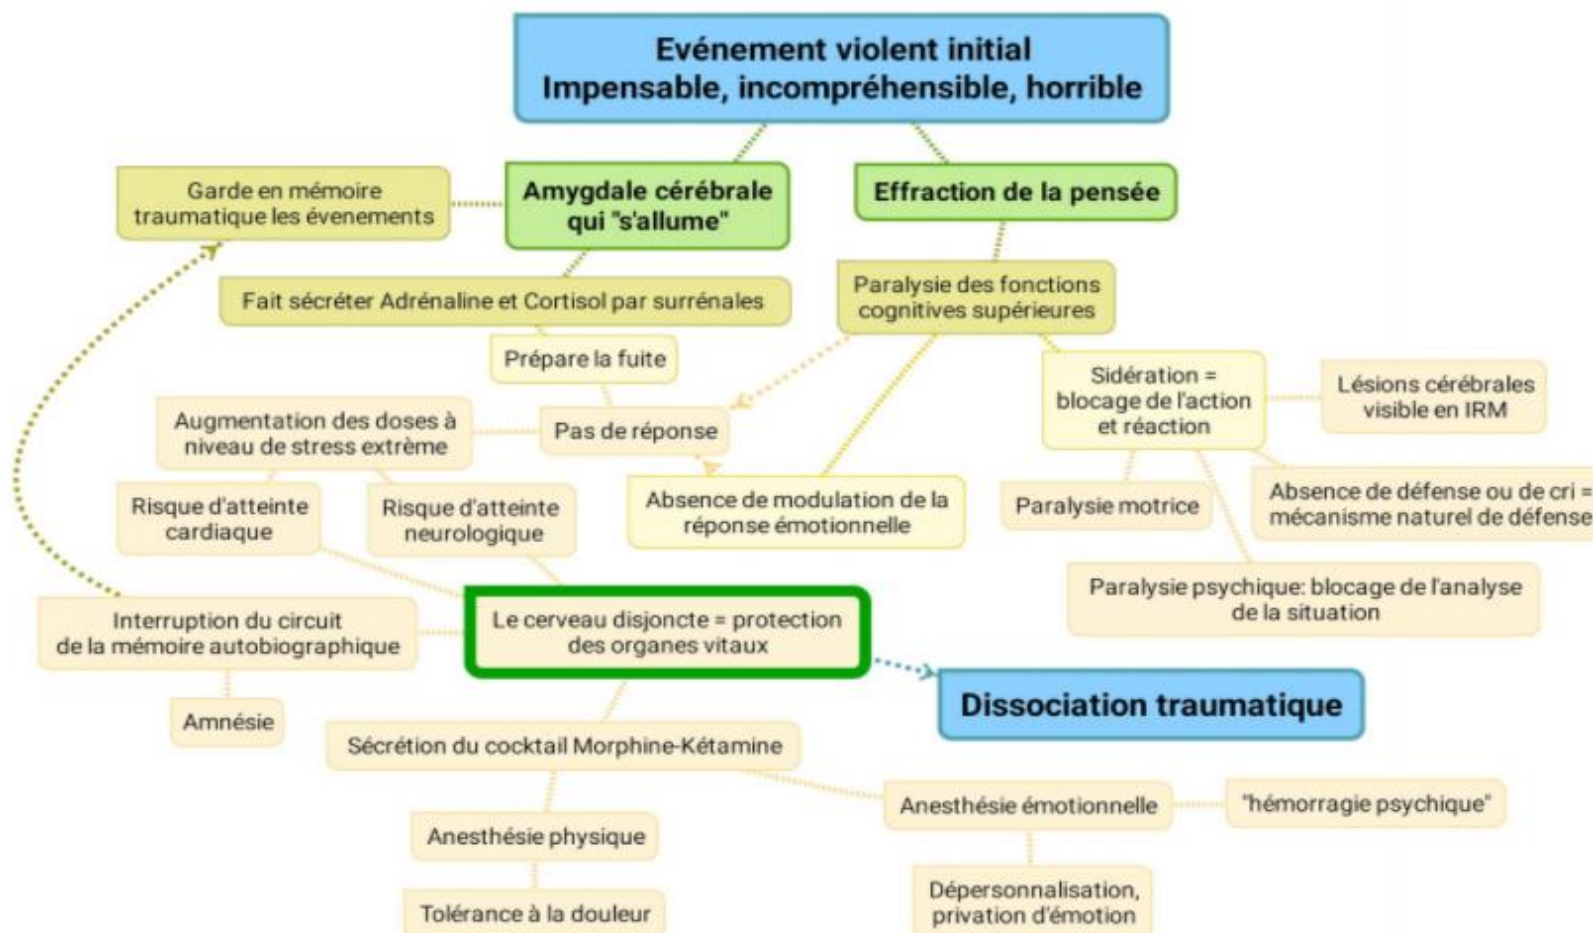 Evénement violent initial
Impensable, incompréhensible, horrible
Garde en mémoire
traumatique les évenements
Amygdale cérébrale
qui "s'allume"
Effraction de la pensée
Fait sécréter Adrénaline et Cortisol par surrénales
Paralysie des fonctions
cognitives supérieures
Prépare la fuite
Sidération =
blocage de l'action
et réaction
Lésions cérébrales
visible en IRM
Augmentation des doses à
niveau de stress extrème
Pas de réponse
Risque d'atteinte
cardiaque
Risque d'atteinte
neurologique
Absence de modulation de la
réponse émotionnelle
Paralysie motrice
Absence de défense ou de cri =
mécanisme naturel de défense
Paralysie psychique: blocage de l'analyse
de la situation
Interruption du circuit
de la mémoire autobiographique
Le cerveau disjoncte = protection
des organes vitaux
Amnésie
Dissociation traumatique
Sécrétion du cocktail Morphine-Kétamine
Anesthésie émotionnelle
"hémorragie psychique"
Anesthésie physique
Dépersonnalisation,
privation d'émotion
Tolérance à la douleur